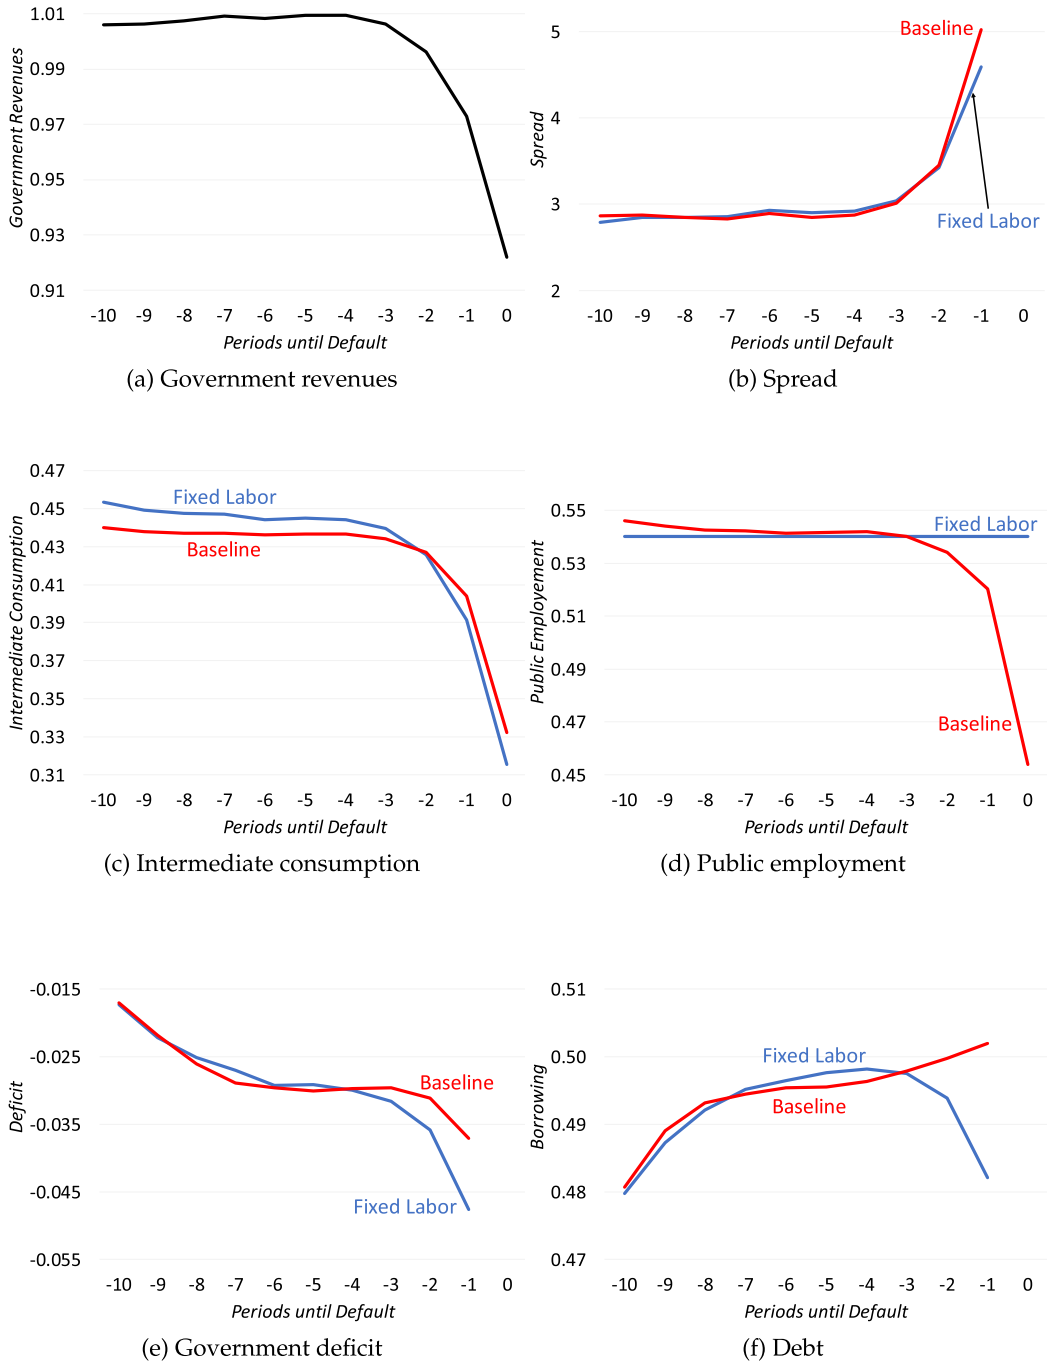 Government Revenues
1.01
0.99
0.97
0.95
0.93
0.91
-10 -9 -8 -7 -6 -5 -4 -3 -2 -1 0
Periods until Default
(a) Government revenues
Spread
5
4
3
2
Baseline
Fixed Labor
-10 -9 -8 -7 -6 -5 -4 -3 -2 -1 0
Periods until Default
(b) Spread
Intermediate Consumption
0.47
0.45
0.43
0.41
0.39
0.37
0.35
0.33
0.31
Fixed Labor
Baseline
-10 -9 -8 -7 -6 -5 -4 -3 -2 -1 0
Periods until Default
(c) Intermediate consumption
Public Employement
0.55
0.53
0.51
0.49
0.47
0.45
Fixed Labor
Baseline
-10 -9 -8 -7 -6 -5 -4 -3 -2 -1 0
Periods until Default
(d) Public employment
Deficit
-0.015
-0.025
-0.035
-0.045
-0.055
Baseline
Fixed Labor
-10 -9 -8 -7 -6 -5 -4 -3 -2 -1 0
Periods until Default
(e) Government deficit
Borrowing
0.51
0.50
0.49
0.48
0.47
Fixed Labor
Baseline
-10 -9 -8 -7 -6 -5 -4 -3 -2 -1 0
Periods until Default
(f) Debt